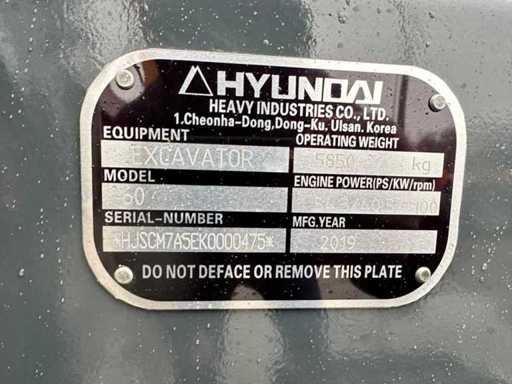 HYUNDAI
HEAVY INDUSTRIES CO., LTD.
1.Cheonha-Dong,Dong-Ku. Ulsan. Korea
EQUIPMENT OPERATING WEIGHT
EXCAVATOR 5850 kg
MODEL ENGINE POWER(PS/KW/rpm)
SERIAL-NUMBER MFG.YEAR
*HJSCM7A5EK0000475* 2019
DO NOT DEFACE OR REMOVE THIS PLATE